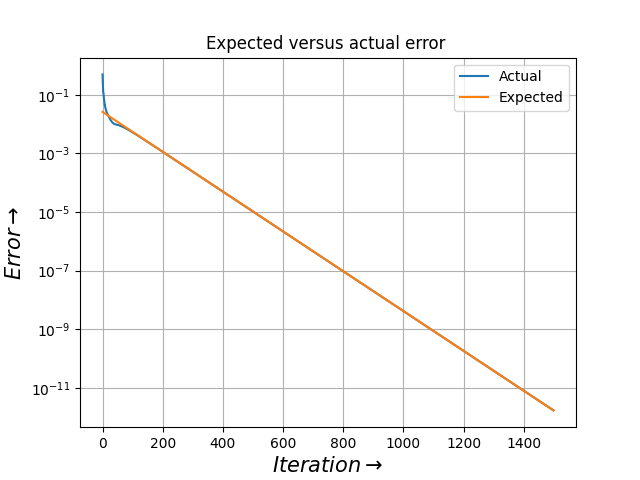 Expected versus actual error
Actual
Expected
10⁻¹
10⁻³
10⁻⁵
10⁻⁷
10⁻⁹
10⁻¹¹
Error→
0 200 400 600 800 1000 1200 1400
Iteration→